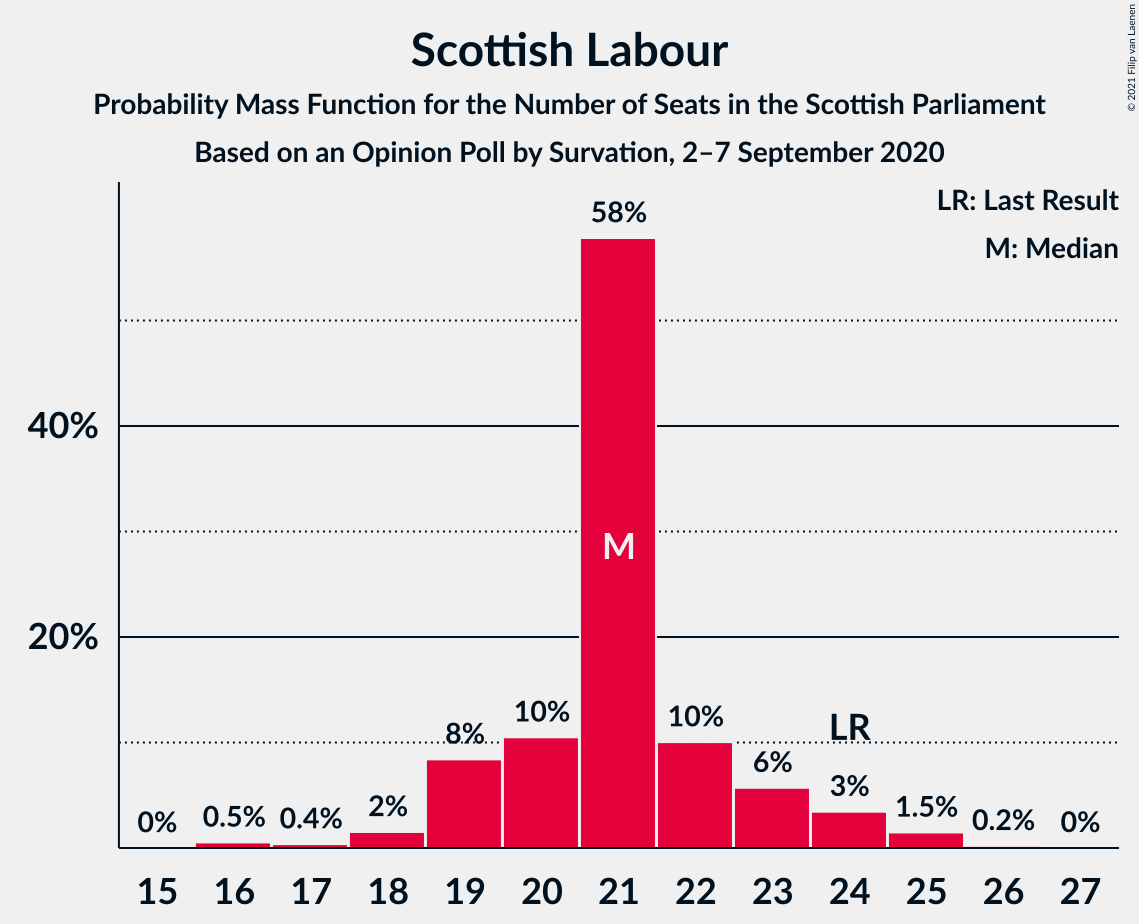 Scottish Labour
Probability Mass Function for the Number of Seats in the Scottish Parliament
Based on an Opinion Poll by Survation, 2–7 September 2020
© 2021 Filip van Laenen
LR: Last Result
M: Median
58%
40%
M
20%
0%
0.5%
0.4%
2%
8%
10%
10%
6%
LR
3%
1.5%
0.2%
0%
15 16 17 18 19 20 21 22 23 24 25 26 27